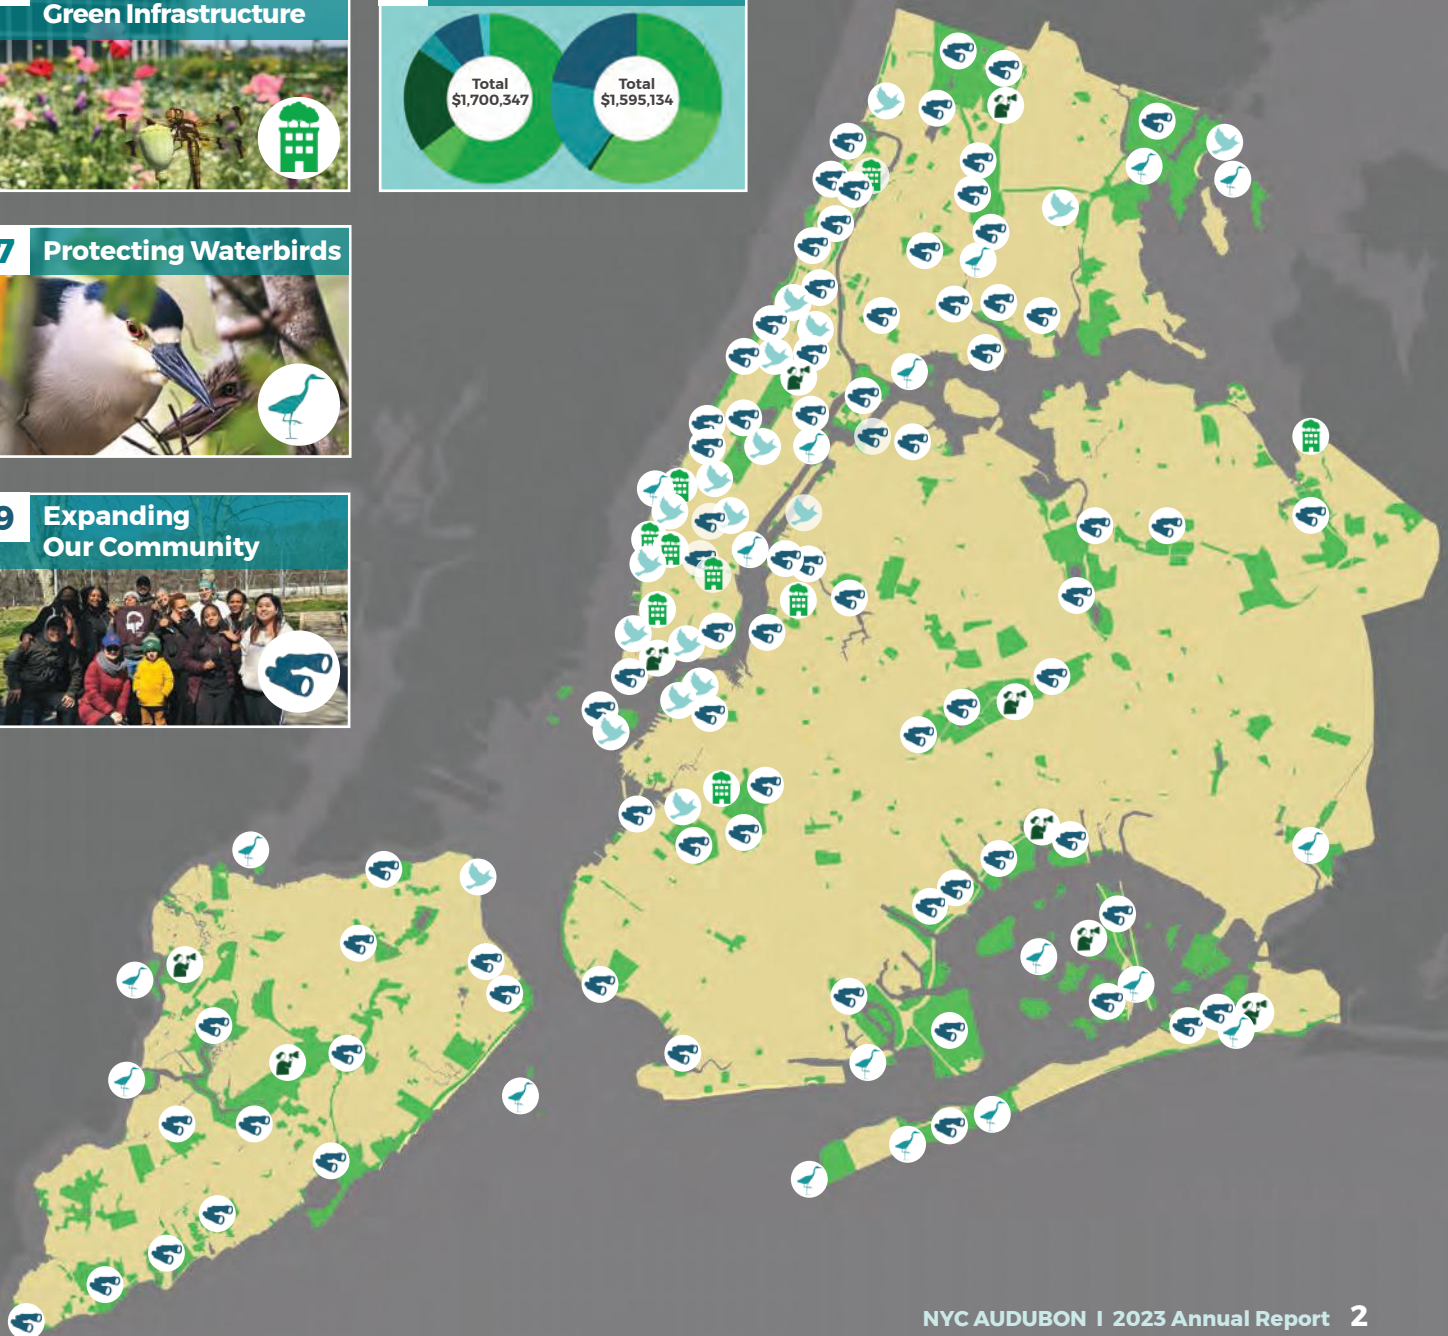 Green Infrastructure
Total
$1,700,347
Total
$1,595,134
7 Protecting Waterbirds
9 Expanding
Our Community
NYC AUDUBON | 2023 Annual Report 2